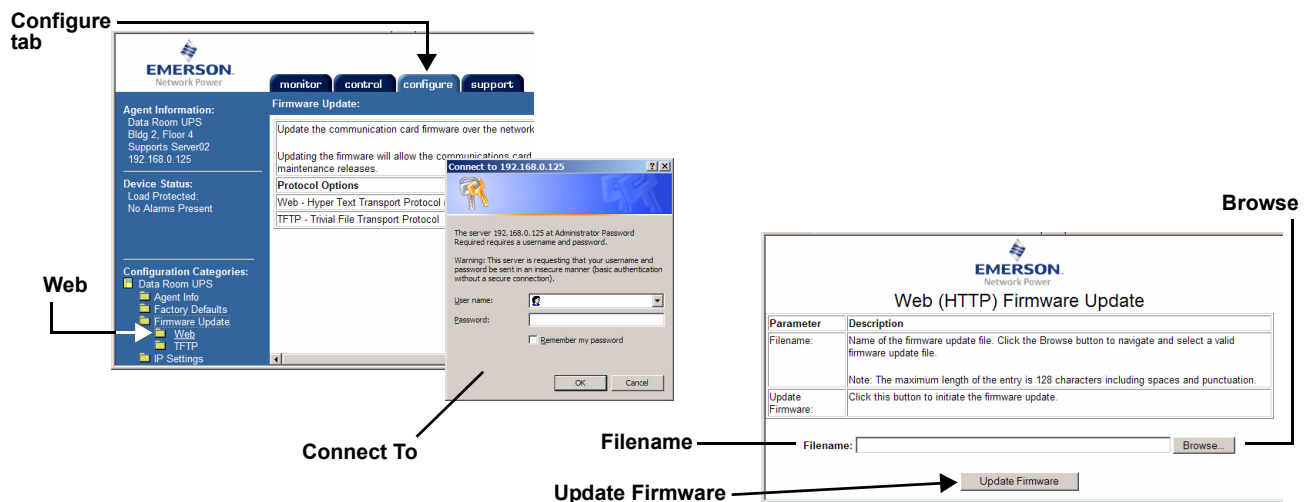 Configure
tab
EMERSON.
Network Power
monitor control configure support
Agent Information:
Data Room UPS
Bldg 2, Floor 4
Supports Server02
192.168.0.125
Device Status:
Load Protected:
No Alarms Present
Configuration Categories:
Data Room UPS
Agent Info
Factory Defaults
Firmware Update
Web
TFTP
IP Settings
Web
Firmware Update:
Update the communication card firmware over the network
Updating the firmware will allow the communications card
maintenance releases.
Protocol Options
Web - Hyper Text Transport Protocol
TFTP - Trivial File Transport Protocol
Connect to 192.168.0.125
The server 192.168.0.125 at Administrator Password
Required requires a username and password.
Warning: This server is requesting that your username and
password be sent in an insecure manner (basic authentication
without a secure connection).
User name:
Password:
Remember my password
OK Cancel
Connect To
Browse
EMERSON.
Network Power
Web (HTTP) Firmware Update
Parameter Description
Filename: Name of the firmware update file. Click the Browse button to navigate and select a valid
firmware update file.
Note: The maximum length of the entry is 128 characters including spaces and punctuation.
Update
Firmware: Click this button to initiate the firmware update.
Filename
Filename: Browse...
Update Firmware
Update Firmware